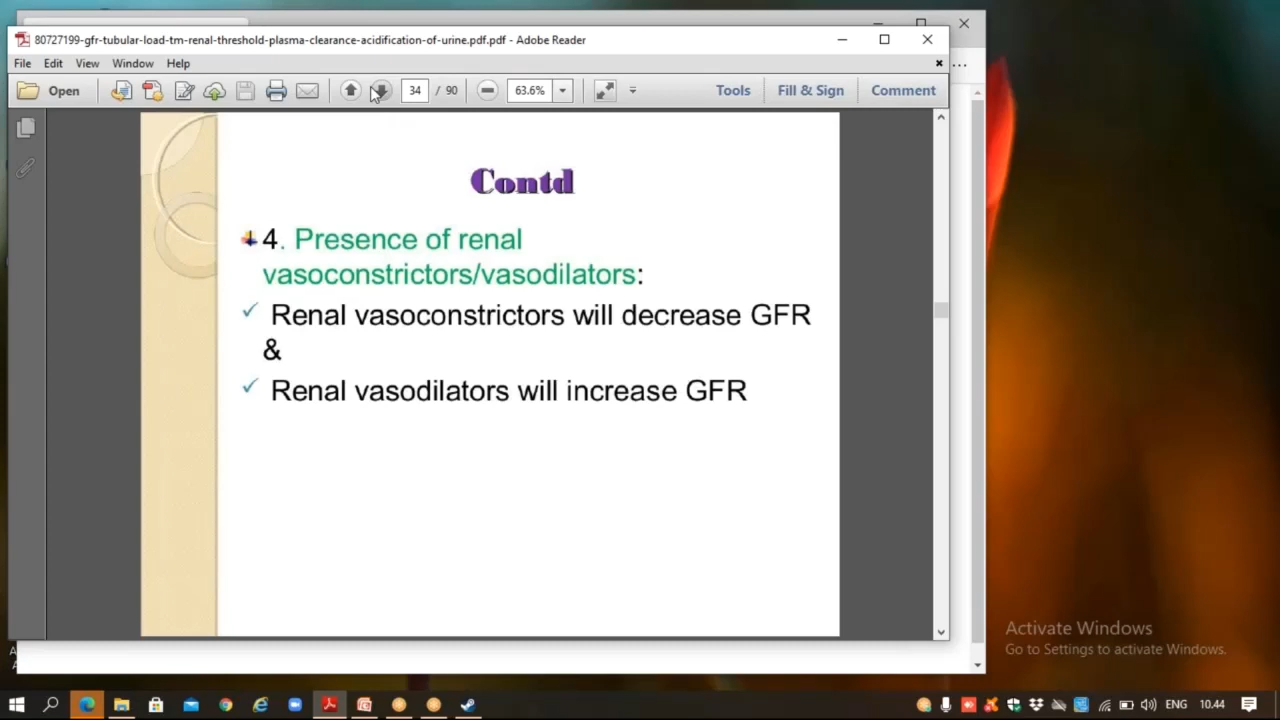 80727199-gfr-tubular-load-tm-renal-threshold-plasma-clearance-acidification-of-urine.pdf.pdf - Adobe Reader
File Edit View Window Help
Open 34 / 90 63.6% Tools Fill & Sign Comment
Contd
4. Presence of renal
vasoconstrictors/vasodilators:
Renal vasoconstrictors will decrease GFR
&
Renal vasodilators will increase GFR
Activate Windows
Go to Settings to activate Windows.
ENG 10.44